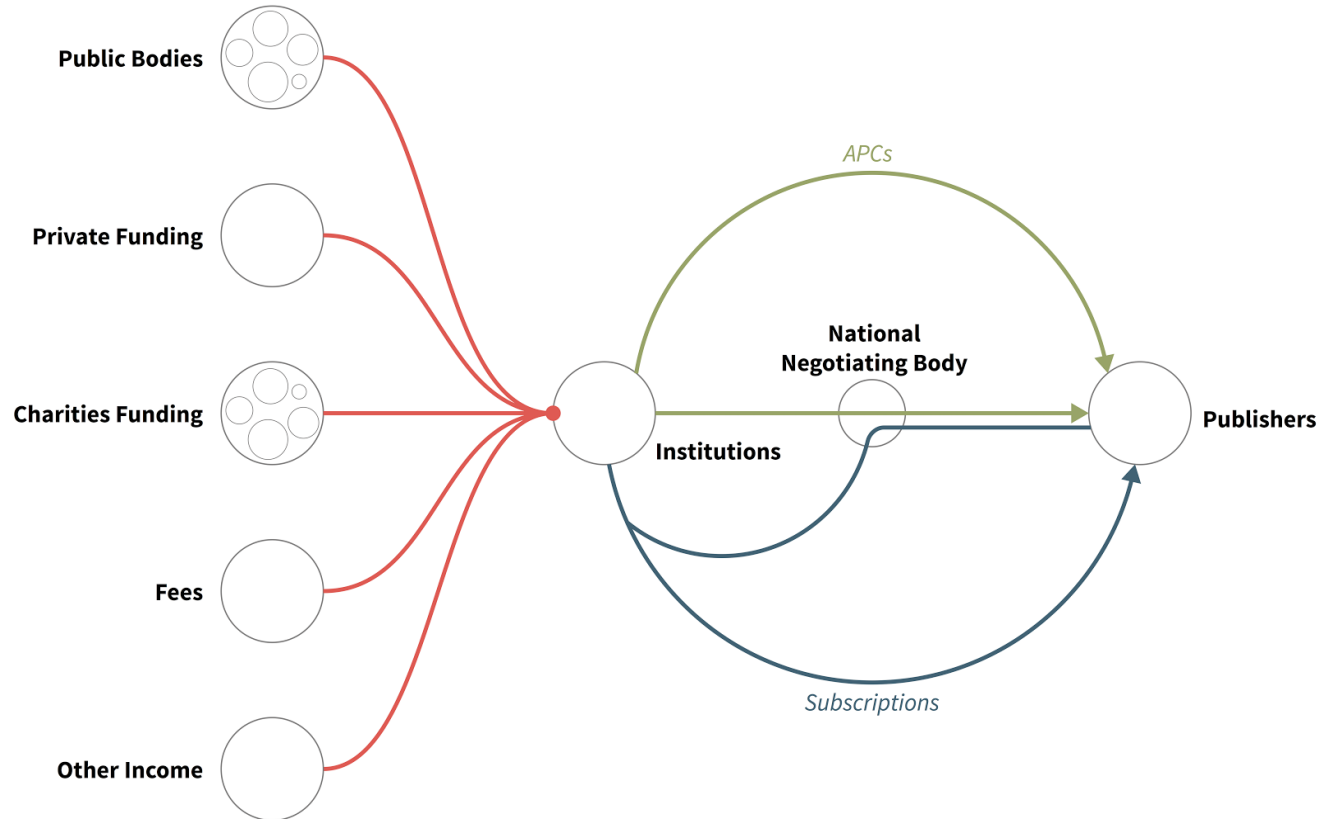 Public Bodies
Private Funding
Charities Funding
Fees
Other Income
APCs
National
Negotiating Body
Institutions
Publishers
Subscriptions